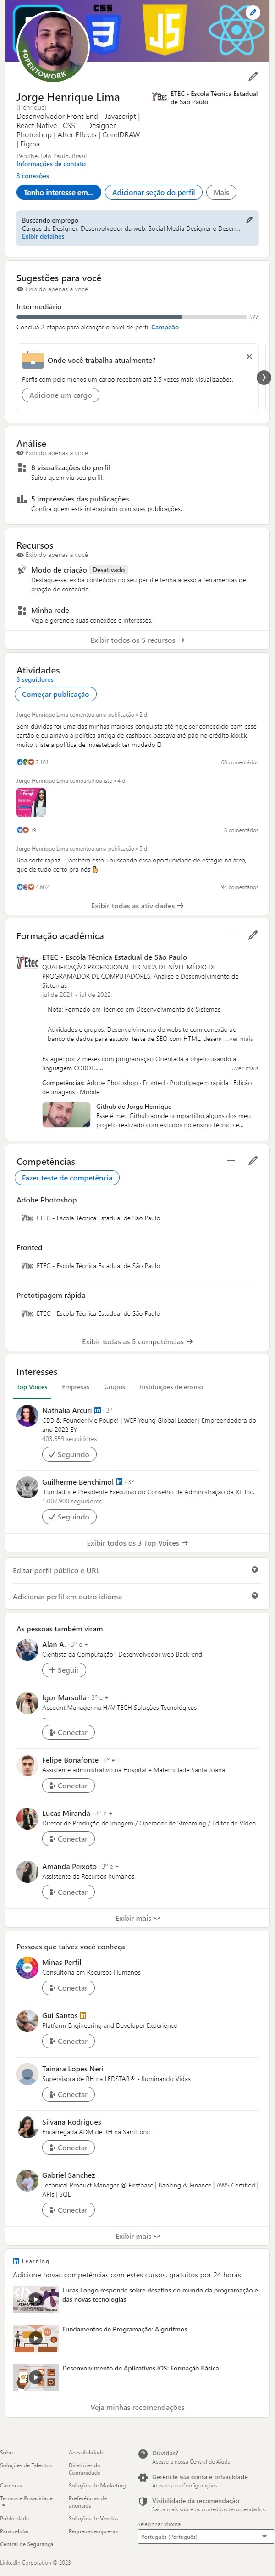 CSS
JS
#OPENTOWORK
Jorge Henrique Lima
(Henrique)
Desenvolvedor Front End - Javascript |
React Native | CSS - - Designer -
Photoshop | After Effects | CorelDRAW
| Figma
Etec
ETEC - Escola Técnica Estadual
de São Paulo
Peruíbe, São Paulo, Brasil ·
Informações de contato
3 conexões
Tenho interesse em...
Adicionar seção do perfil
Mais
Buscando emprego
Cargos de Designer, Desenvolvedor da web, Social Media Designer e Desen...
Exibir detalhes
Sugestões para você
Exibido apenas a você
Intermediário
5/7
Conclua 2 etapas para alcançar o nível de perfil Campeão
Onde você trabalha atualmente?
Perfis com pelo menos um cargo recebem até 3,5 vezes mais visualizações.
Adicione um cargo
Análise
Exibido apenas a você
8 visualizações do perfil
Saiba quem viu seu perfil.
5 impressões das publicações
Confira quem está interagindo com suas publicações.
Recursos
Exibido apenas a você
Modo de criação Desativado
Destaque-se, exiba conteúdos no seu perfil e tenha acesso a ferramentas de
criação de conteúdo
Minha rede
Veja e gerencie suas conexões e interesses.
Exibir todos os 5 recursos →
Atividades
3 seguidores
Começar publicação
Jorge Henrique Lima comentou uma publicação • 2 d
Sem dúvidas foi uma das minhas maiores conquista até hoje ser concedido com esse
cartão e eu amava a política antiga de cashback passava até pão no crédito kkkkk,
muito triste a política de investeback ter mudado
2.161
68 comentários
Jorge Henrique Lima compartilhou isto • 4 d
19
8 comentários
Jorge Henrique Lima comentou uma publicação • 5 d
Boa sorte rapaz... Também estou buscando essa oportunidade de estágio na área,
que de tudo certo pra nós
4.602
94 comentários
Exibir todas as atividades →
Formação acadêmica
Etec
ETEC - Escola Técnica Estadual de São Paulo
QUALIFICAÇÃO PROFISSIONAL TÉCNICA DE NÍVEL MÉDIO DE
PROGRAMADOR DE COMPUTADORES, Analise e Desenvolvimento de
Sistemas
jul de 2021 - jul de 2022
Nota: Formado em Técnico em Desenvolvimento de Sistemas
Atividades e grupos: Desenvolvimento de website com conexão ao
banco de dados para estudo, teste de SEO com HTML, desen ...ver mais
Estagiei por 2 meses com programação Orientada a objeto usando a
linguagem COBOL......
...ver mais
Competências: Adobe Photoshop · Fronted · Prototipagem rápida · Edição
de imagens · Mobile
Github de Jorge Henrique
Esse é meu Github aonde compartilho alguns dos meus
projeto realizado com estudos no ensino técnico e...
Competências
Fazer teste de competência
Adobe Photoshop
Etec
ETEC - Escola Técnica Estadual de São Paulo
Fronted
Etec
ETEC - Escola Técnica Estadual de São Paulo
Prototipagem rápida
Etec
ETEC - Escola Técnica Estadual de São Paulo
Exibir todas as 5 competências →
Interesses
Top Voices
Empresas
Grupos
Instituições de ensino
Nathalia Arcuri in · 3º
CEO & Founder Me Poupe! | WEF Young Global Leader | Empreendedora do
ano 2022 EY
403.659 seguidores
Seguindo
Guilherme Benchimol in · 3º
Fundador e Presidente Executivo do Conselho de Administração da XP Inc.
1.007.900 seguidores
Seguindo
Exibir todos os 3 Top Voices →
Editar perfil público e URL
Adicionar perfil em outro idioma
As pessoas também viram
Alan A. · 3º e +
Cientista da Computação | Desenvolvedor web Back-end
+ Seguir
Igor Marsolla · 3º e +
Account Manager na HAVITECH Soluções Tecnológicas
...
Conectar
Felipe Bonafonte · 3º e +
Assistente administrativo na Hospital e Maternidade Santa Joana
Conectar
Lucas Miranda · 3º e +
Diretor de Produção de Imagem / Operador de Streaming / Editor de Vídeo
Conectar
Amanda Peixoto · 3º e +
Assistente de Recursos humanos.
Conectar
Exibir mais
Pessoas que talvez você conheça
Minas Perfil
Consultoria em Recursos Humanos
Conectar
Gui Santos in
Platform Engineering and Developer Experience
Conectar
Tainara Lopes Neri
Supervisora de RH na LEDSTAR® - Iluminando Vidas
Conectar
Silvana Rodrigues
Encarregada ADM de RH na Samtronic
Conectar
Gabriel Sanchez
Technical Product Manager @ Firstbase | Banking & Finance | AWS Certified |
APIs | SQL
Conectar
Exibir mais
in Learning
Adicione novas competências com estes cursos, gratuitos por 24 horas
Lucas Longo responde sobre desafios do mundo da programação e
das novas tecnologias
Fundamentos de Programação: Algoritmos
Desenvolvimento de Aplicativos iOS: Formação Básica
Veja minhas recomendações
Sobre
Acessibilidade
Soluções de Talentos
Diretrizes da
Comunidade
Carreiras
Soluções de Marketing
Termos e Privacidade
Preferências de
anúncios
Publicidade
Soluções de Vendas
Para celular
Pequenas empresas
Central de Segurança
Dúvidas?
Acesse a nossa Central de Ajuda.
Gerencie sua conta e privacidade
Acesse suas Configurações.
Visibilidade da recomendação
Saiba mais sobre os conteúdos recomendados.
Selecionar idioma
Português (Português)
LinkedIn Corporation © 2023